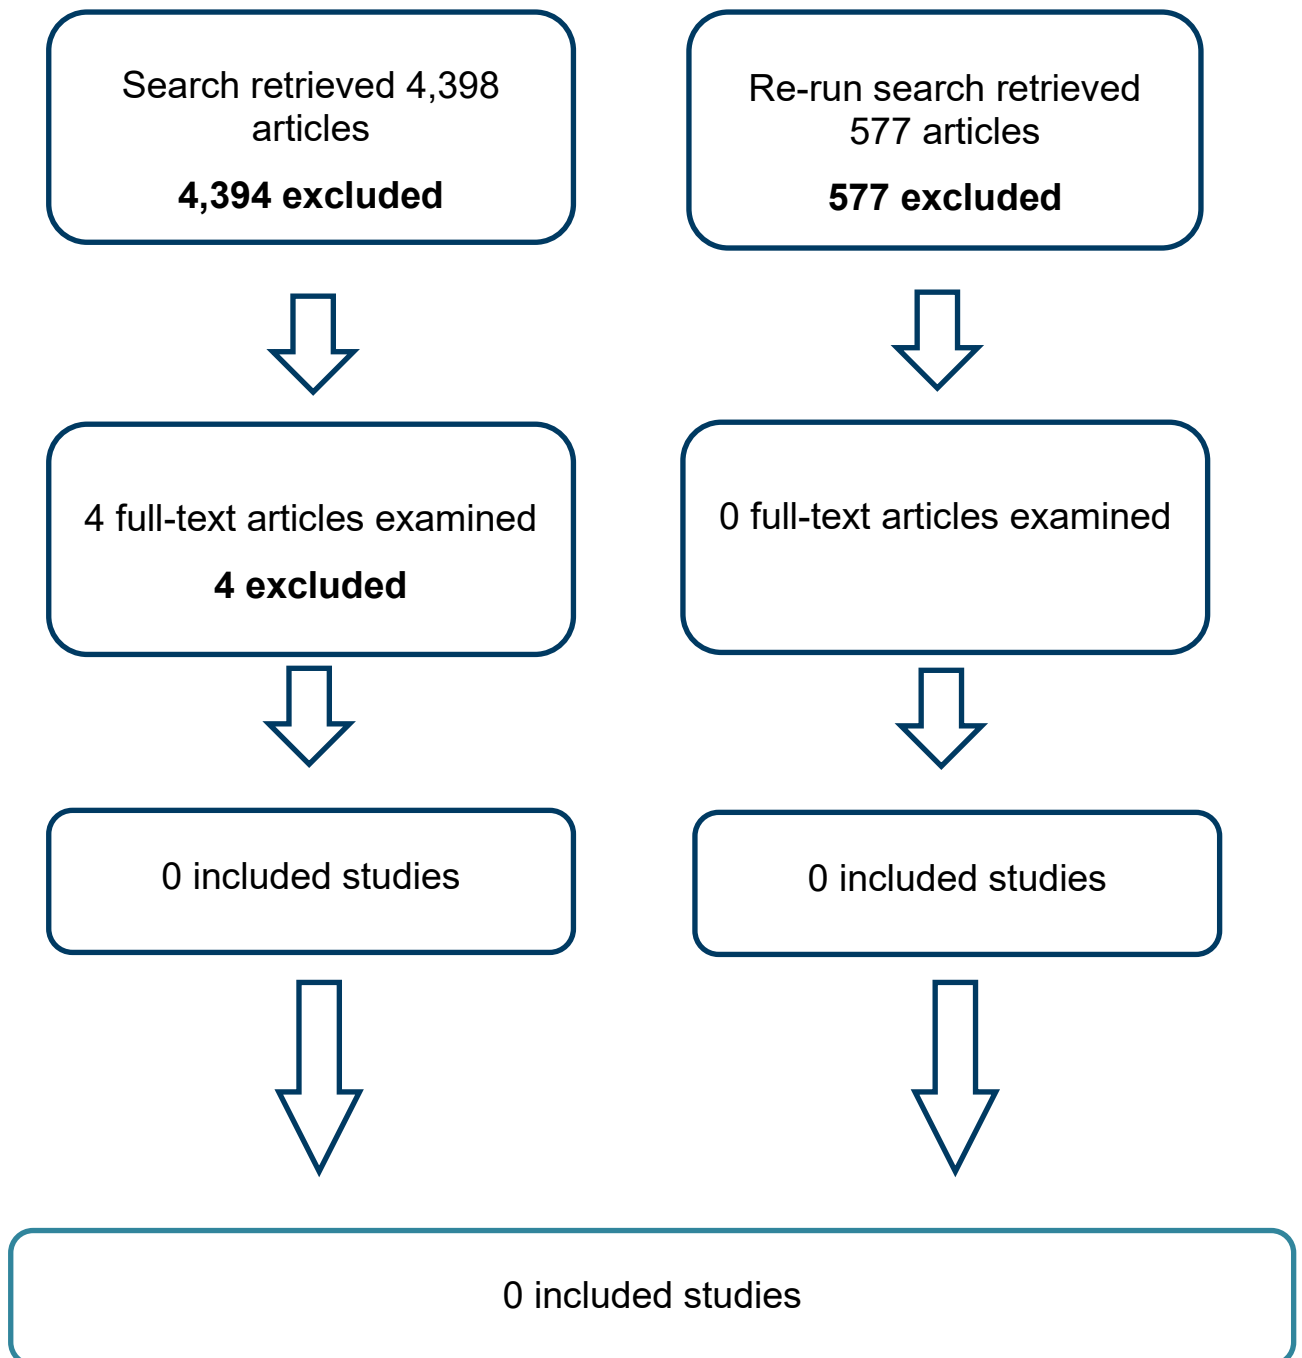 Search retrieved 4,398
articles
4,394 excluded
Re-run search retrieved
577 articles
577 excluded
4 full-text articles examined
4 excluded
0 full-text articles examined
0 included studies
0 included studies
0 included studies